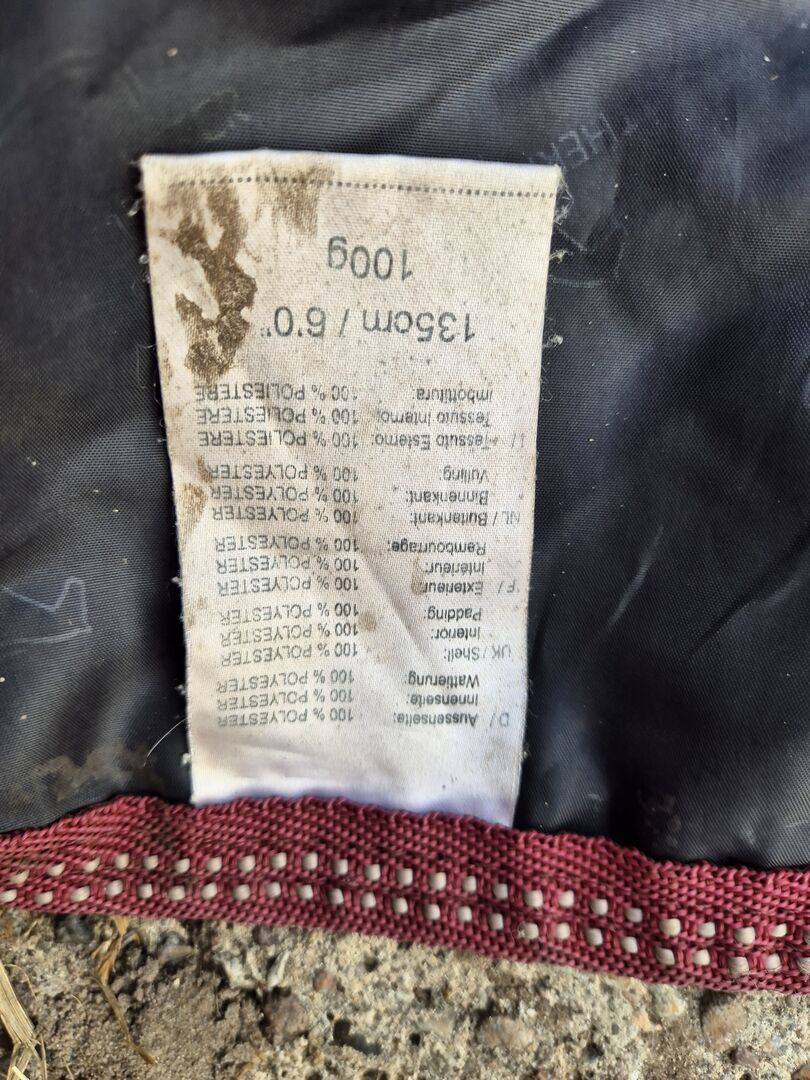 D / Aussenseite: 100 % POLYESTER
Innenseite: 100 % POLYESTER
Wattierung: 100 % POLYESTER
UK / Shell: 100 % POLYESTER
Interior: 100 % POLYESTER
Padding: 100 % POLYESTER
F / Exterieur: 100 % POLYESTER
Intérieur: 100 % POLYESTER
Rembourrage: 100 % POLYESTER
NL / Buitenkant: 100 % POLYESTER
Binnenkant: 100 % POLYESTER
Vulling: 100 % POLYESTER
I / Tessuto Esterno: 100 % POLIESTERE
Tessuto Interno: 100 % POLIESTERE
imbottitura: 100 % POLIESTERE
135cm / 6'0"
100g